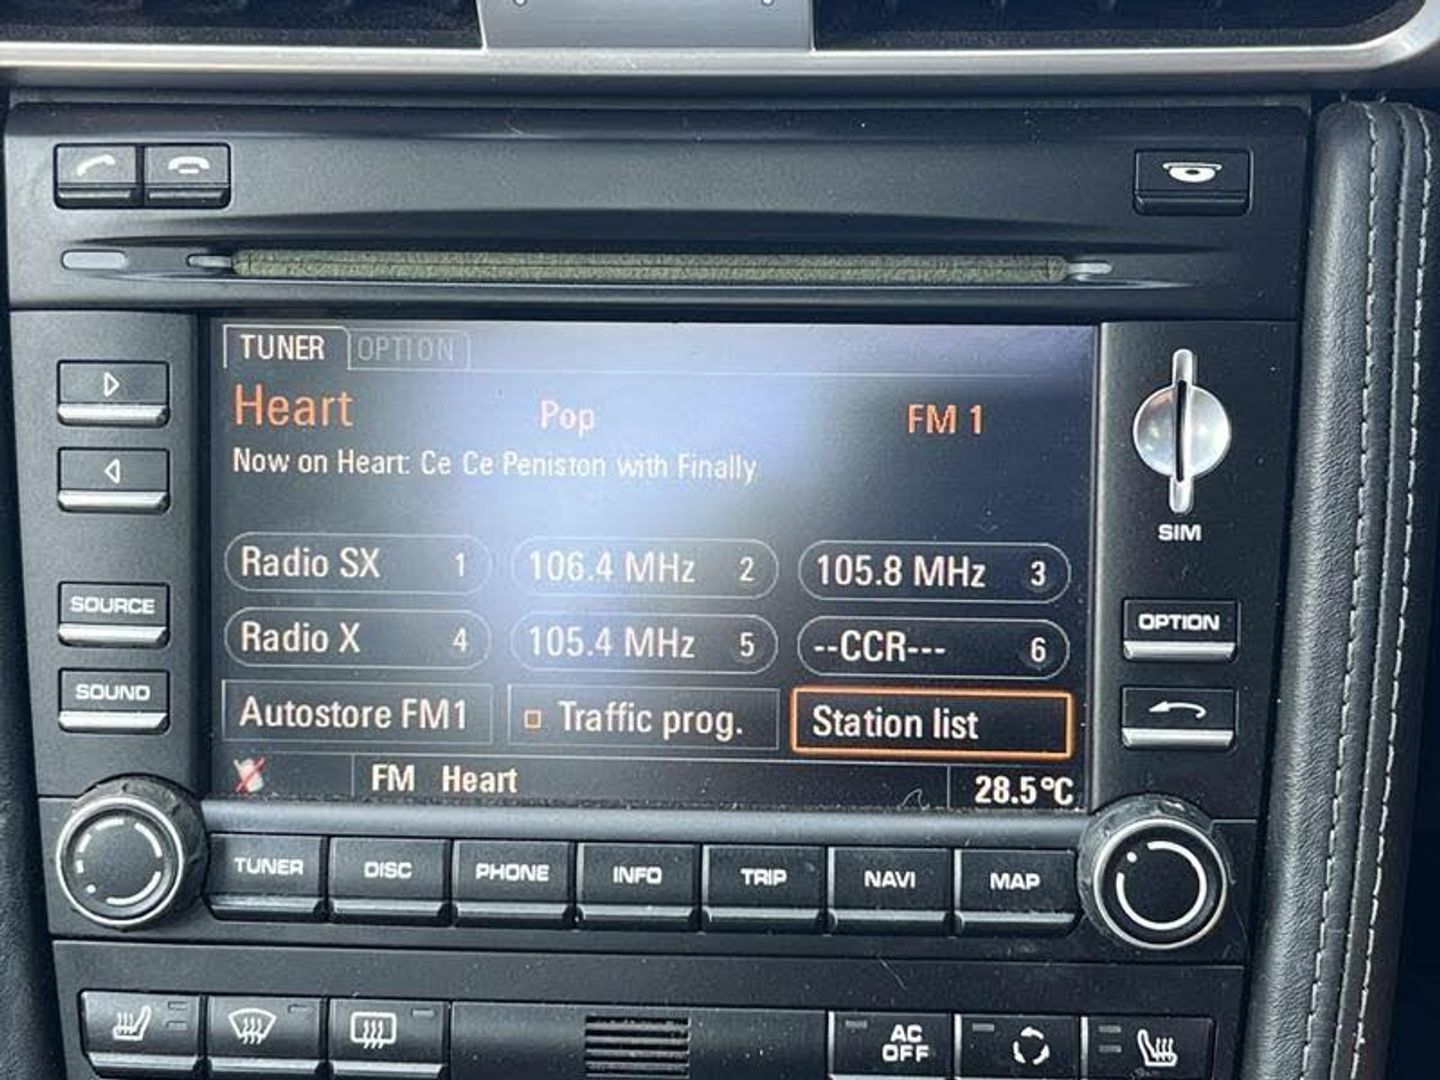 TUNER OPTION
Heart Pop FM 1
Now on Heart: Ce Ce Peniston with Finally
SIM
Radio SX 1 106.4 MHz 2 105.8 MHz 3
SOURCE
OPTION
Radio X 4 105.4 MHz 5 --CCR--- 6
SOUND
Autostore FM1 Traffic prog. Station list
FM Heart 28.5°C
TUNER DISC PHONE INFO TRIP NAVI MAP
AC
OFF